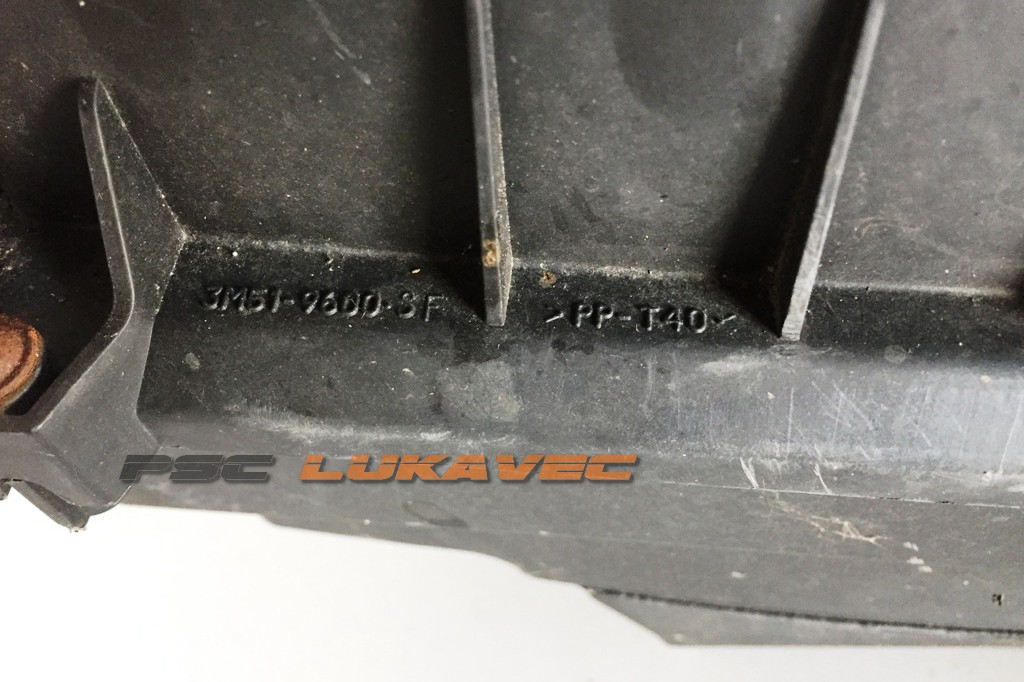 3M51-9600-SF >PP-T40<
PSC LUKAVEC